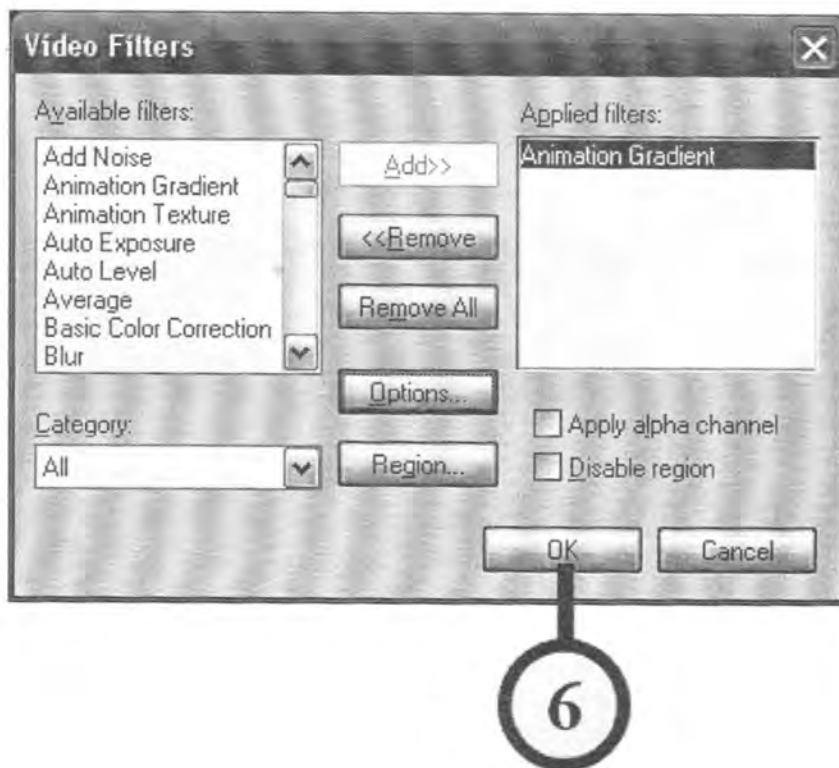 Video Filters
Available filters:
Add Noise
Animation Gradient
Animation Texture
Auto Exposure
Auto Level
Average
Basic Color Correction
Blur
Category:
All
Add>>
<<Remove
Remove All
Options...
Region...
Applied filters:
Animation Gradient
Apply alpha channel
Disable region
OK
Cancel
6